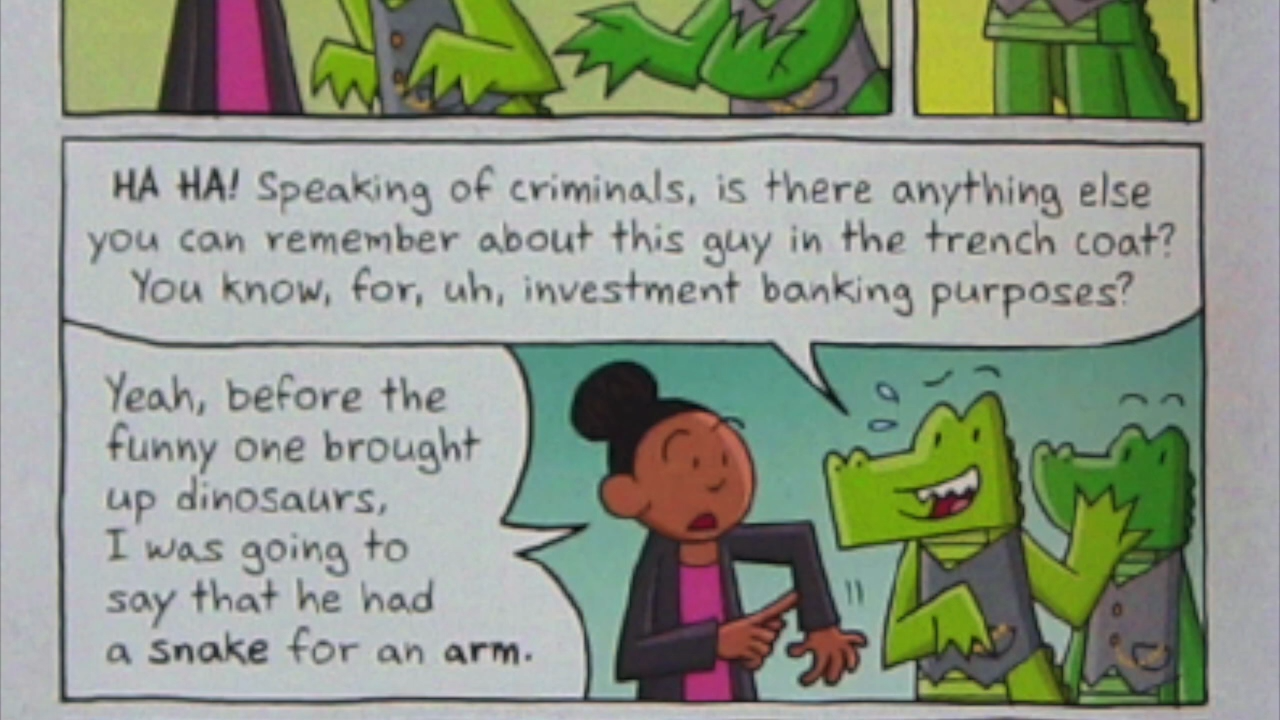 HA HA! Speaking of criminals, is there anything else
you can remember about this guy in the trench coat?
You know, for, uh, investment banking purposes?
Yeah, before the
funny one brought
up dinosaurs,
I was going to
say that he had
a snake for an arm.